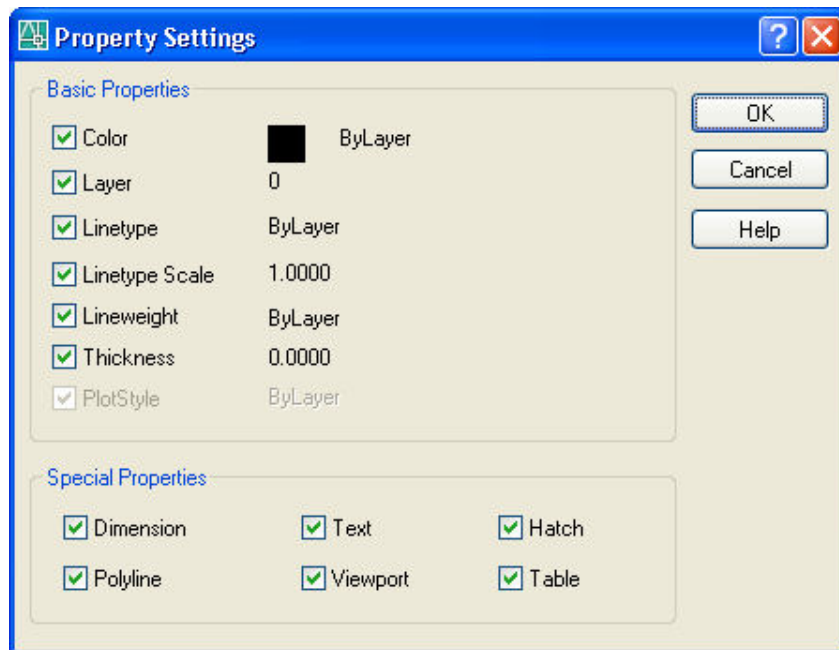 Property Settings
Basic Properties
Color ByLayer
Layer 0
Linetype ByLayer
Linetype Scale 1.0000
Lineweight ByLayer
Thickness 0.0000
PlotStyle ByLayer
OK
Cancel
Help
Special Properties
Dimension Text Hatch
Polyline Viewport Table